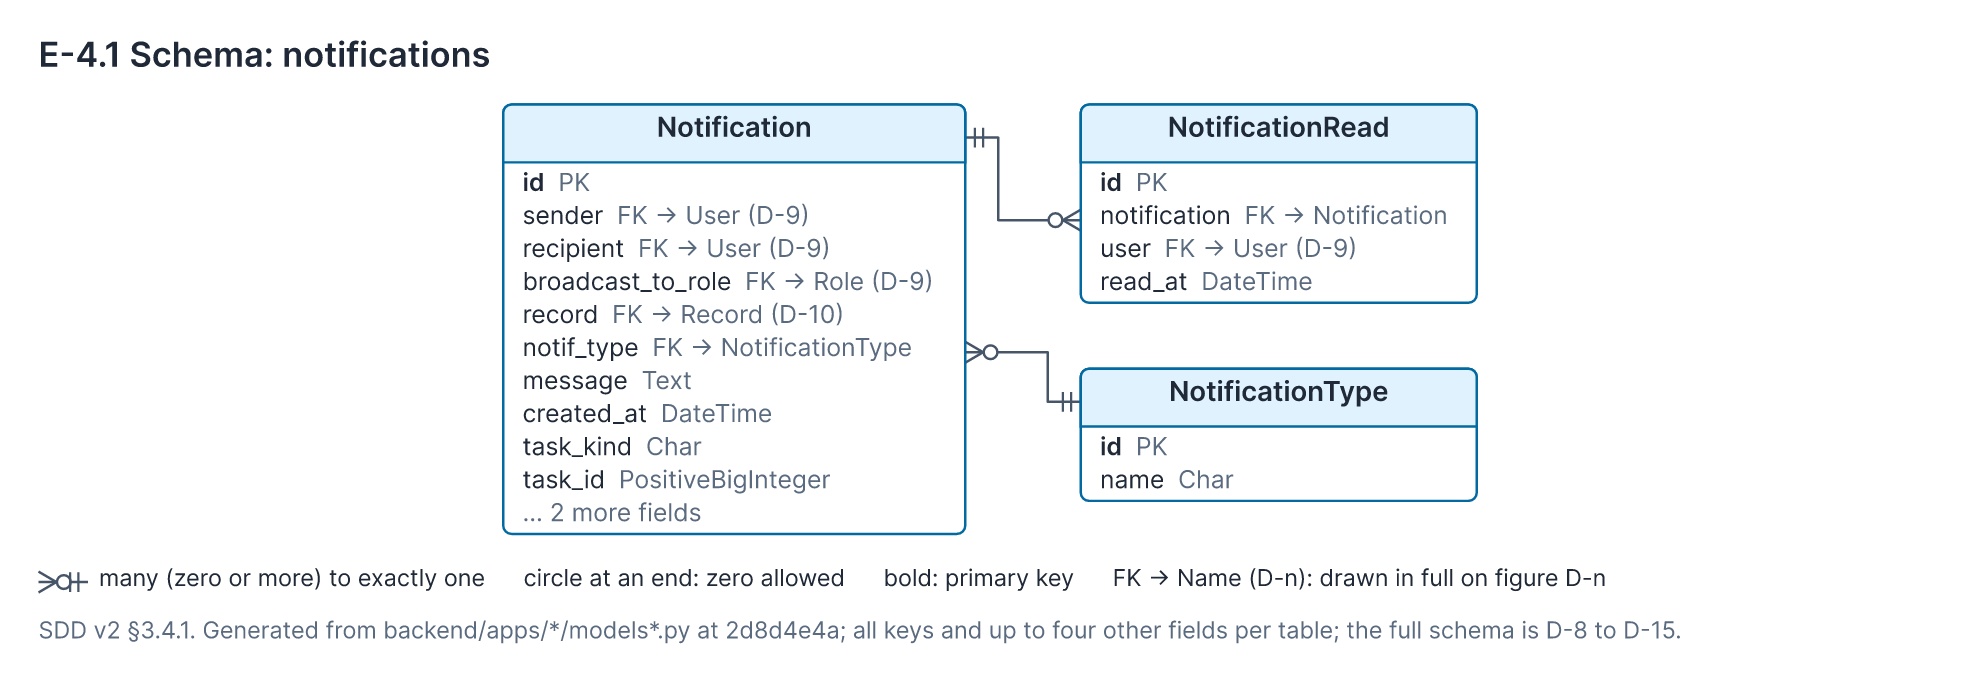 E-4.1 Schema: notifications
Notification
id PK
sender FK → User (D-9)
recipient FK → User (D-9)
broadcast_to_role FK → Role (D-9)
record FK → Record (D-10)
notif_type FK → NotificationType
message Text
created_at DateTime
task_kind Char
task_id PositiveBigInteger
... 2 more fields
NotificationRead
id PK
notification FK → Notification
user FK → User (D-9)
read_at DateTime
NotificationType
id PK
name Char
many (zero or more) to exactly one circle at an end: zero allowed bold: primary key FK → Name (D-n): drawn in full on figure D-n
SDD v2 §3.4.1. Generated from backend/apps/*/models*.py at 2d8d4e4a; all keys and up to four other fields per table; the full schema is D-8 to D-15.